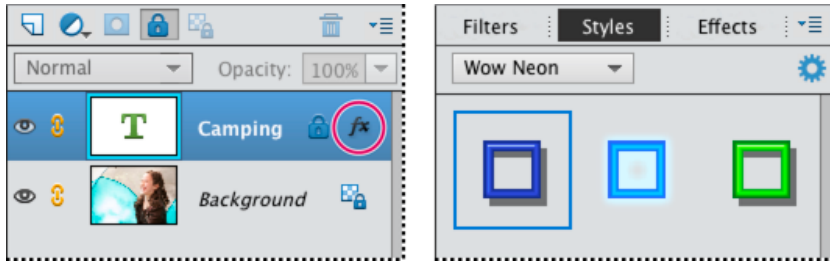 Normal Opacity: 100%
T Camping fx
Background
Filters Styles Effects
Wow Neon